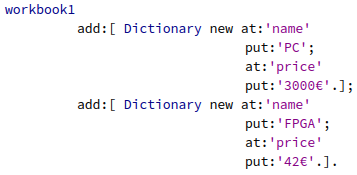 workbook1
add:[ Dictionary new at:'name'
put:'PC';
at:'price'
put:'3000€'.];
add:[ Dictionary new at:'name'
put:'FPGA';
at:'price'
put:'42€'.].